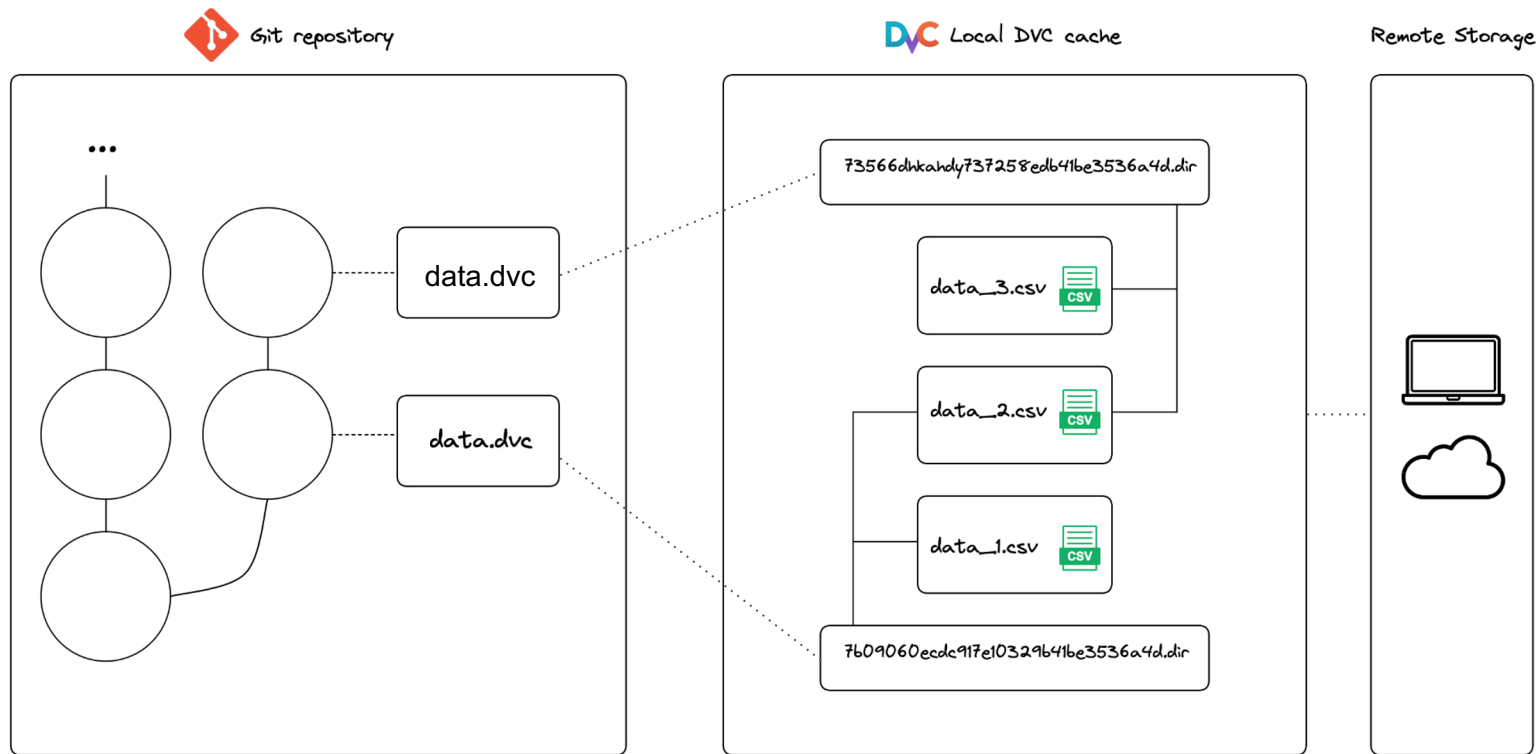 Git repository
DVC Local DVC cache
Remote Storage
...
data.dvc
data.dvc
73566dhkahdy737258edb41be3536a4d.dir
data_3.csv
CSV
data_2.csv
CSV
data_1.csv
CSV
7b09060ecdc917e10329b41be3536a4d.dir